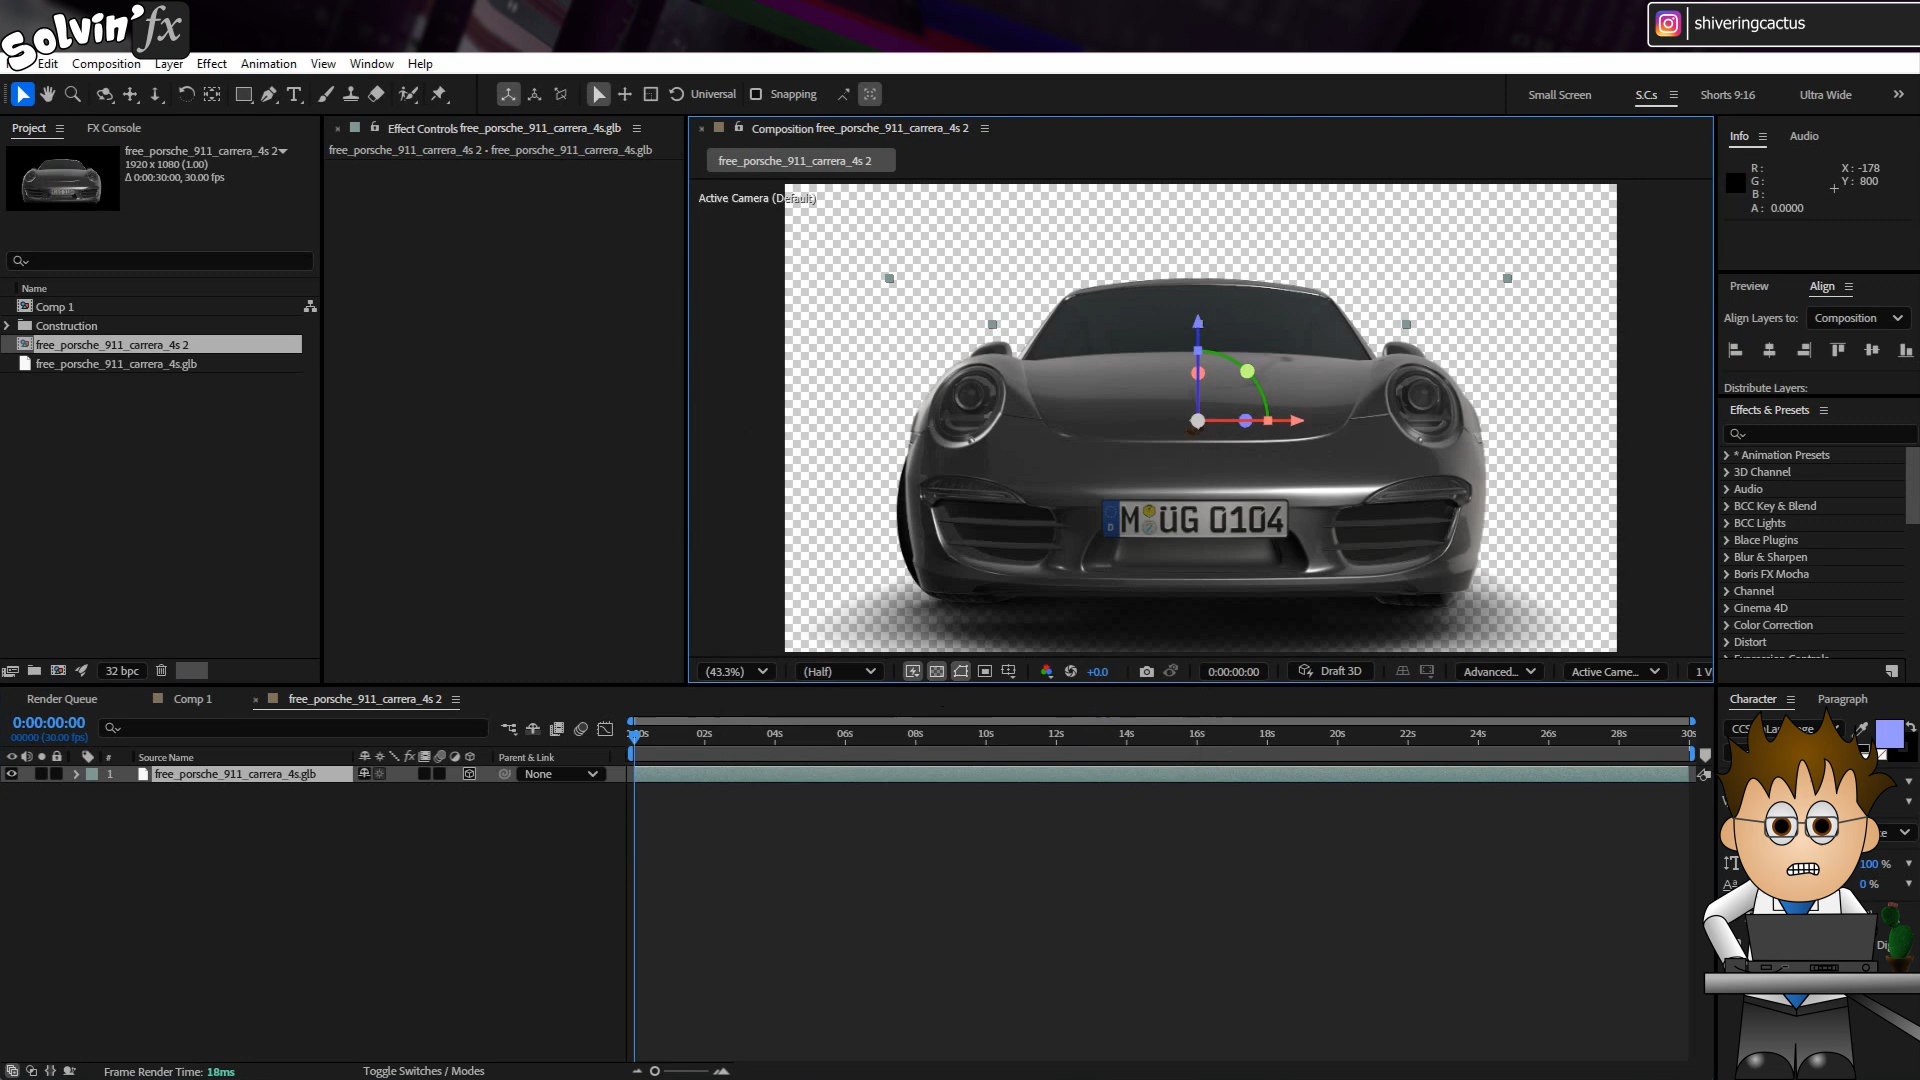 Solvin'fx
shiveringcactus
Edit Composition Layer Effect Animation View Window Help
Universal Snapping Small Screen S.C.s Shorts 9:16 Ultra Wide
Project FX Console
free_porsche_911_carrera_4s 2
1920 x 1080 (1.00)
Δ 0:00:30:00, 30.00 fps
Name
Comp 1
Construction
free_porsche_911_carrera_4s 2
free_porsche_911_carrera_4s.glb
32 bpc
Effect Controls free_porsche_911_carrera_4s.glb
free_porsche_911_carrera_4s 2 • free_porsche_911_carrera_4s.glb
Composition free_porsche_911_carrera_4s 2
free_porsche_911_carrera_4s 2
Active Camera (Default)
D M ÜG 0104
(43.3%) (Half) +0.0 0:00:00:00 Draft 3D Advanced... Active Came... 1 V
Info Audio
R: X: -178
G: Y: 800
B:
A: 0.0000
Preview Align
Align Layers to: Composition
Distribute Layers:
Effects & Presets
* Animation Presets
3D Channel
Audio
BCC Key & Blend
BCC Lights
Blace Plugins
Blur & Sharpen
Boris FX Mocha
Channel
Cinema 4D
Color Correction
Distort
Render Queue Comp 1 free_porsche_911_carrera_4s 2
0:00:00:00
00000 (30.00 fps)
# Source Name fx Parent & Link
1 free_porsche_911_carrera_4s.glb None
02s 04s 06s 08s 10s 12s 14s 16s 18s 20s 22s 24s 26s 28s 30s
Character Paragraph
100 %
0 %
Frame Render Time: 18ms
Toggle Switches / Modes